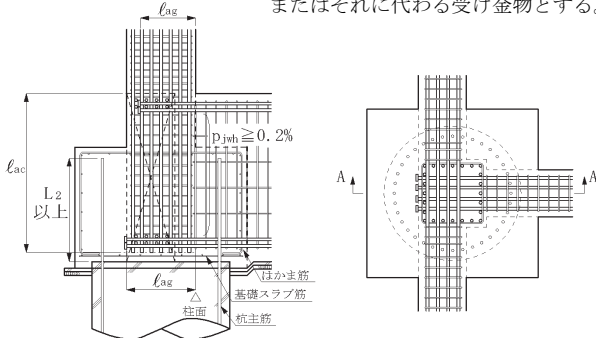 またはそれに代わる受け金物とする。
ℓag
pjwh≧0.2%
ℓac
L2
以上
A
A
はかま筋
ℓag
基礎スラブ筋
△
柱面
杭主筋